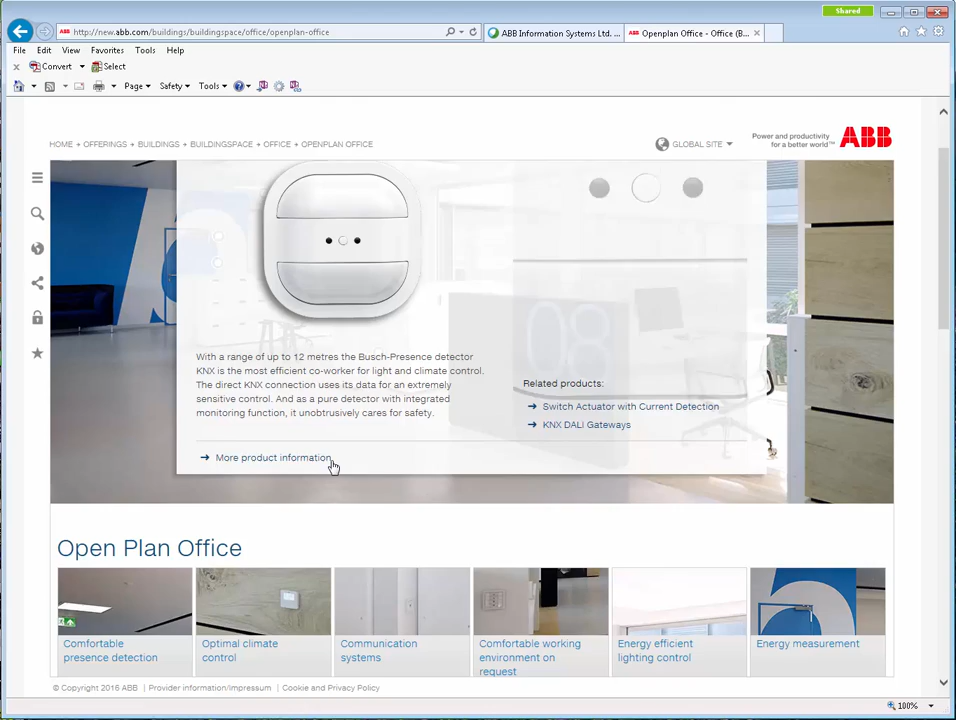 Shared
http://new.abb.com/buildings/buildingspace/office/openplan-office
ABB Information Systems Ltd. ...
ABB Openplan Office - Office (B...
File Edit View Favorites Tools Help
Convert Select
Page Safety Tools
HOME + OFFERINGS + BUILDINGS + BUILDINGSPACE + OFFICE + OPENPLAN OFFICE
GLOBAL SITE
Power and productivity
for a better world™
ABB
08
With a range of up to 12 metres the Busch-Presence detector
KNX is the most efficient co-worker for light and climate control.
The direct KNX connection uses its data for an extremely
sensitive control. And as a pure detector with integrated
monitoring function, it unobtrusively cares for safety.
Related products:
→ Switch Actuator with Current Detection
→ KNX DALI Gateways
→ More product information
Open Plan Office
Comfortable
presence detection
Optimal climate
control
Communication
systems
Comfortable working
environment on
request
Energy efficient
lighting control
Energy measurement
© Copyright 2016 ABB | Provider information/Impressum | Cookie and Privacy Policy
100%